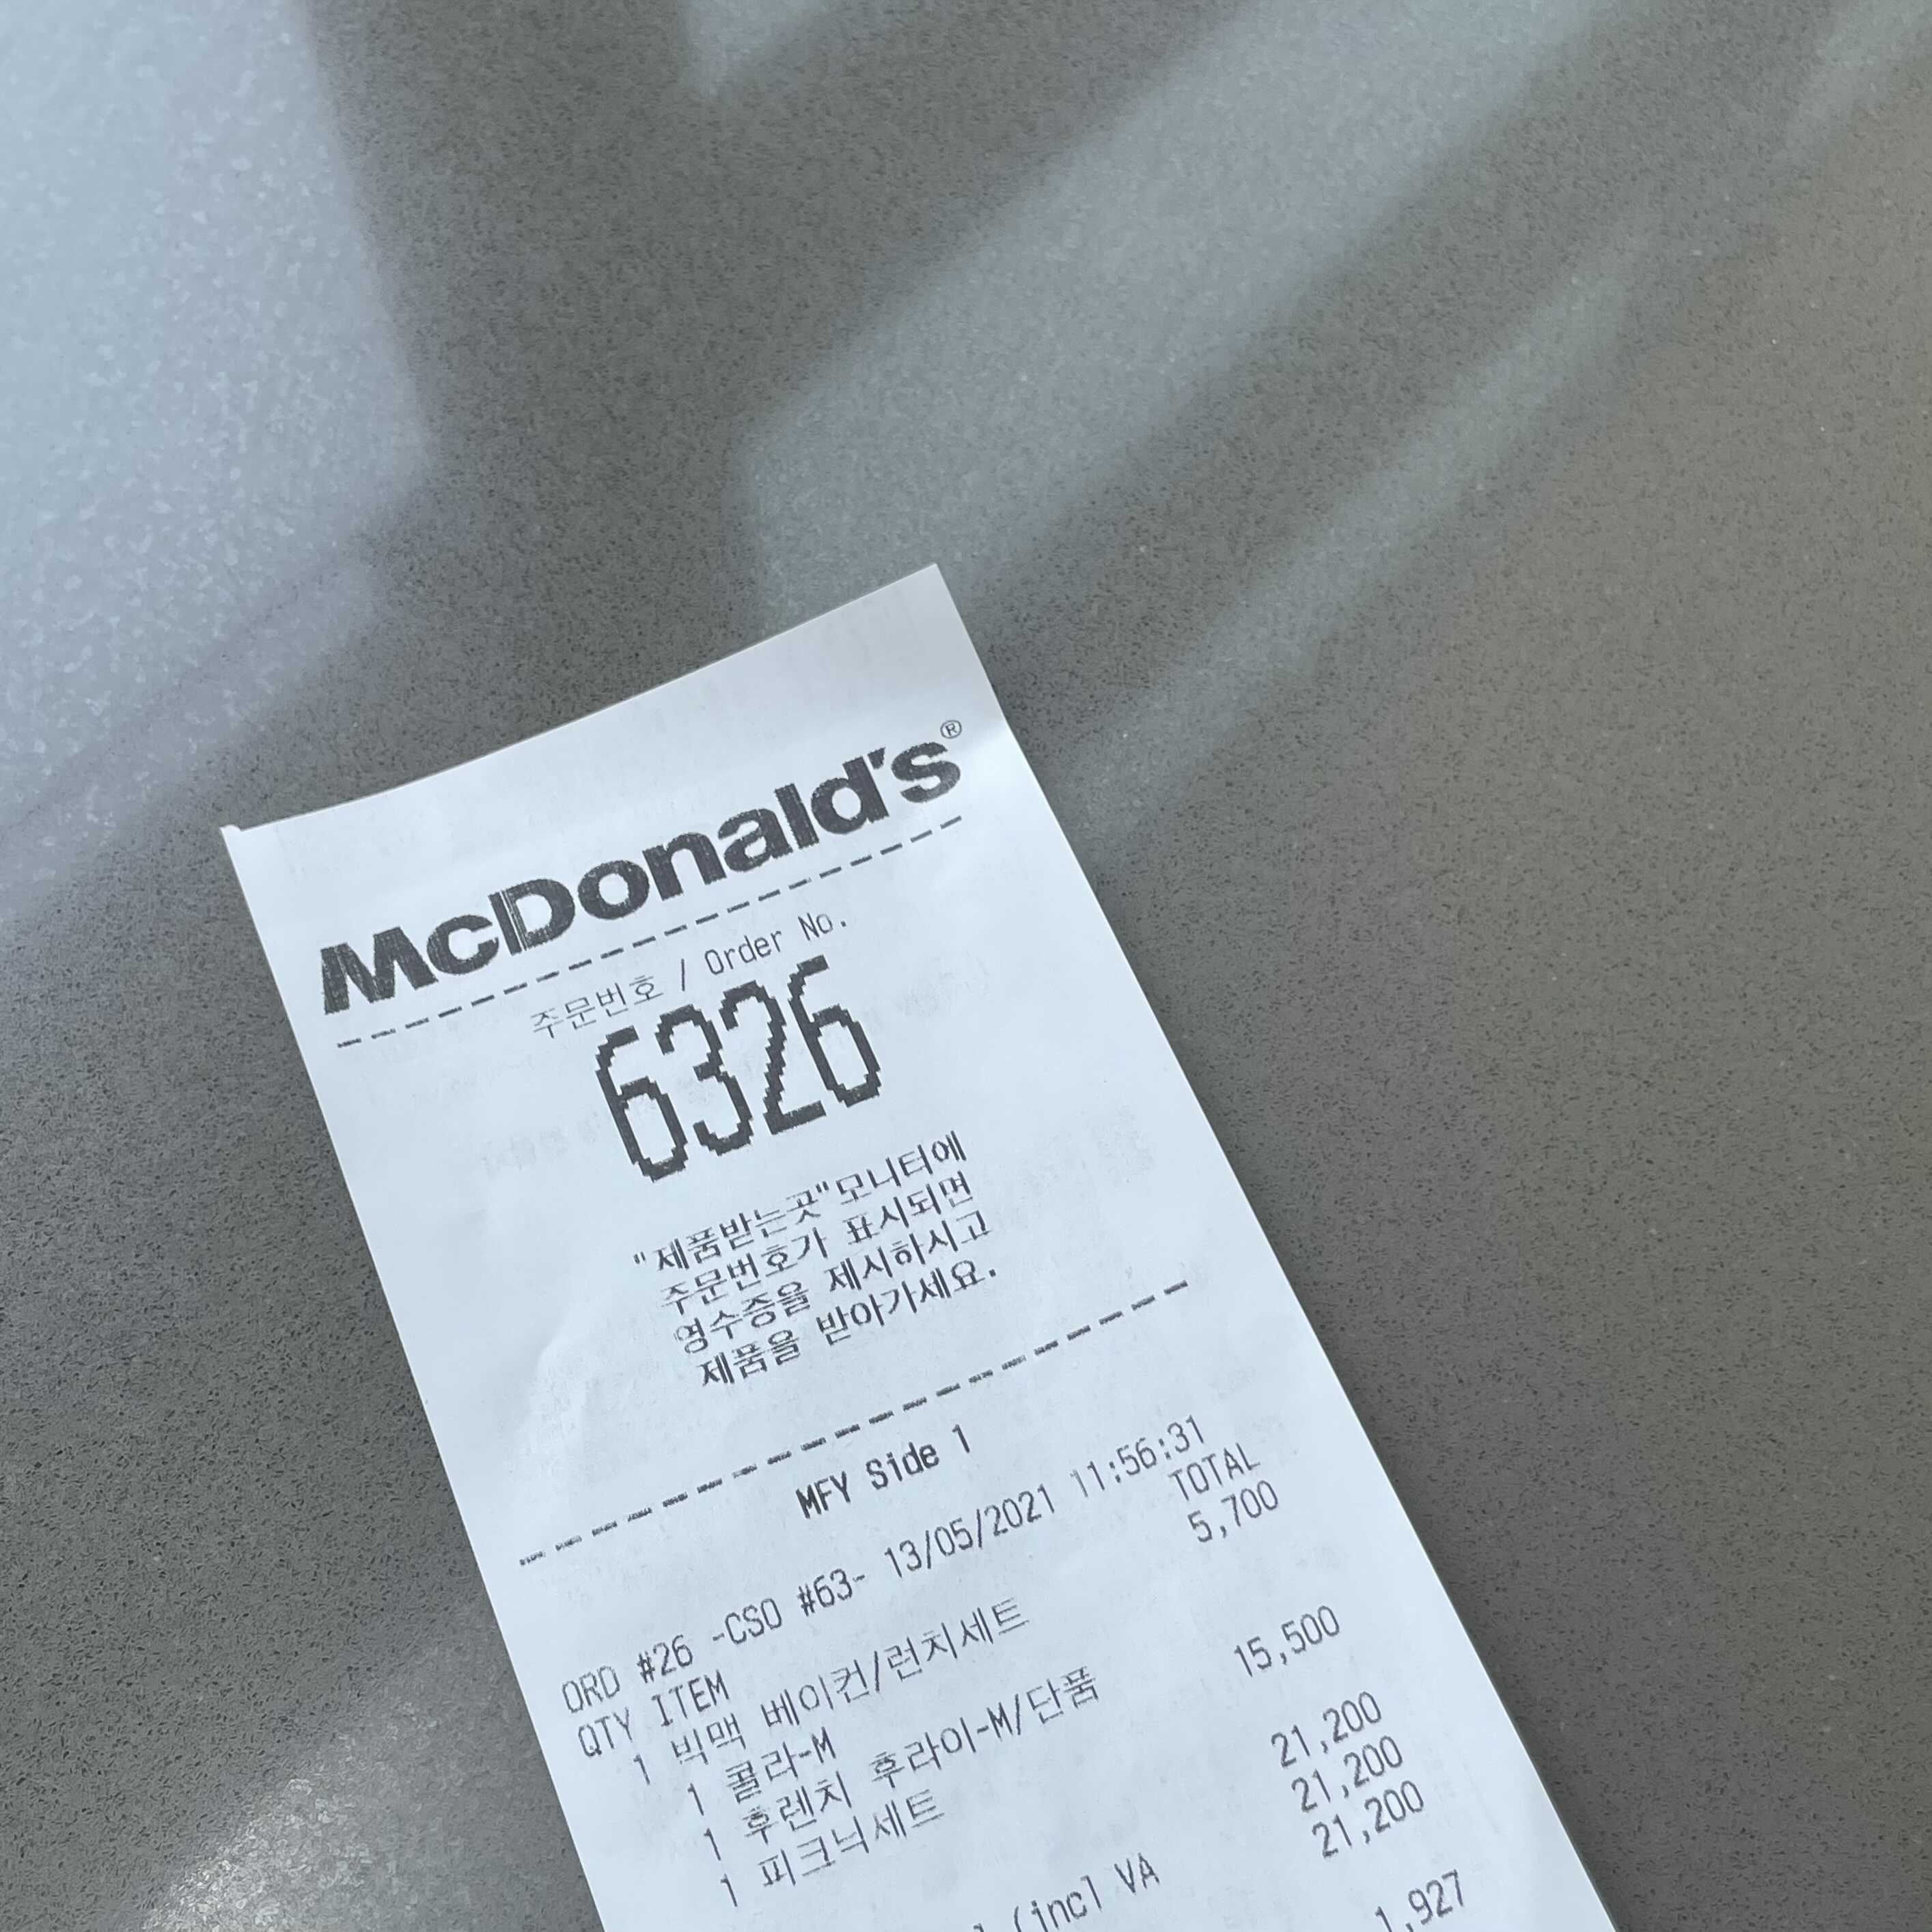 McDonald's®
주문번호 / Order No.
6326
"제품받는곳"모니터에
주문번호가 표시되면
영수증을 제시하시고
제품을 받아가세요.
MFY Side 1
ORD #26 -CSO #63- 13/05/2021 11:56:31
QTY ITEM TOTAL
1 빅맥 베이컨/런치세트 5,700
1 콜라-M
1 후렌치 후라이-M/단품
1 피크닉세트 15,500
21,200
(incl VA 21,200
21,200
1,927